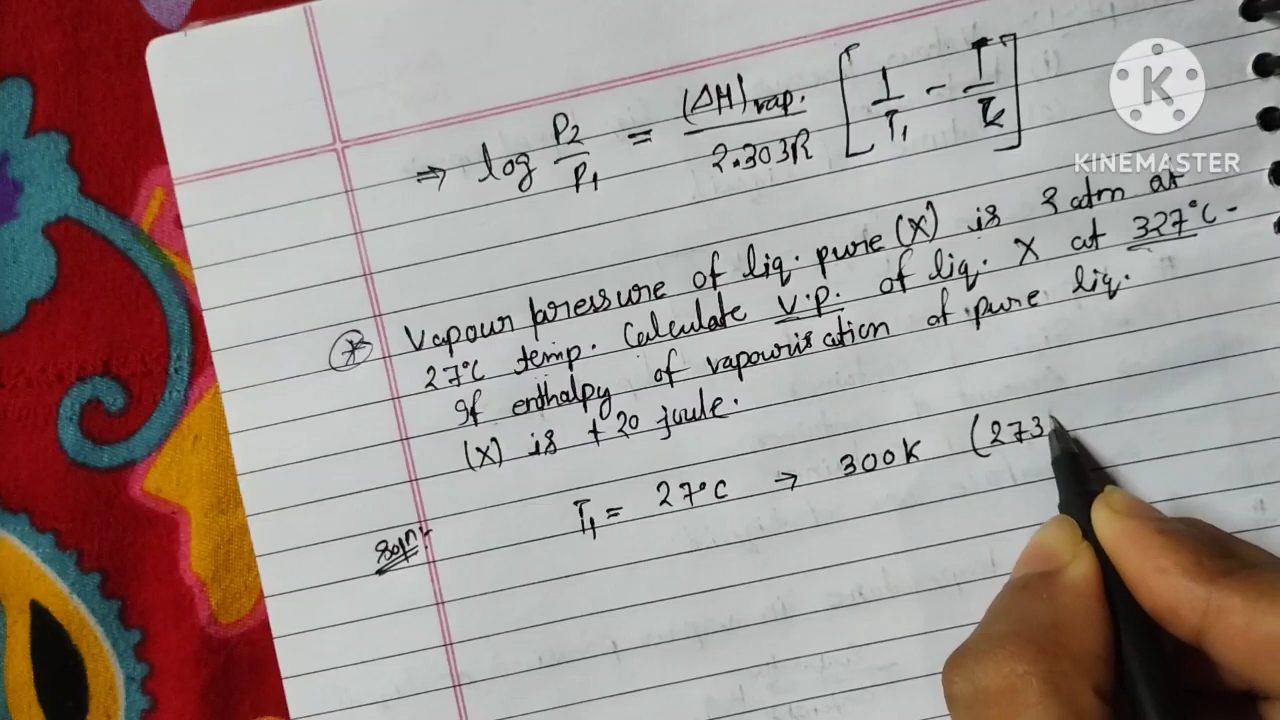 ⇒ log P2/P1 = (ΔH)vap. / 2.303R [1/T1 - 1/T2]
K
KINEMASTER
Vapour pressure of liq. pure (X) is atm at
27°C temp. Calculate V.P. of liq. X at 327°C -
If enthalpy of vapourisation of pure liq.
(X) is + 20 joule.
Soln:
T1 = 27°C → 300K (273